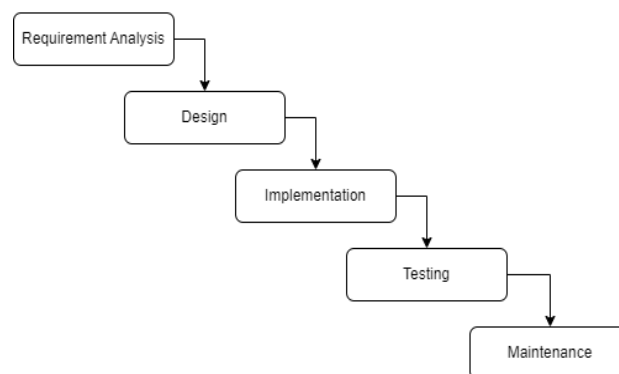 Requirement Analysis
Design
Implementation
Testing
Maintenance